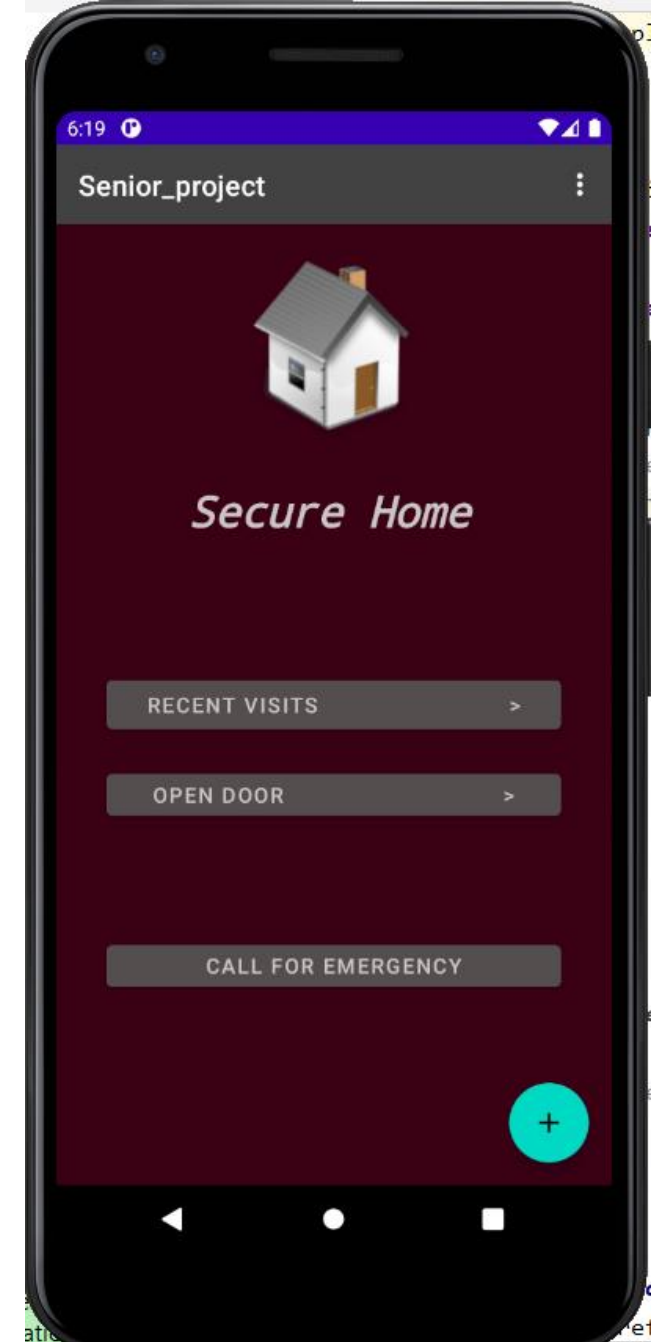 6:19
Senior_project
Secure Home
RECENT VISITS >
OPEN DOOR >
CALL FOR EMERGENCY
+